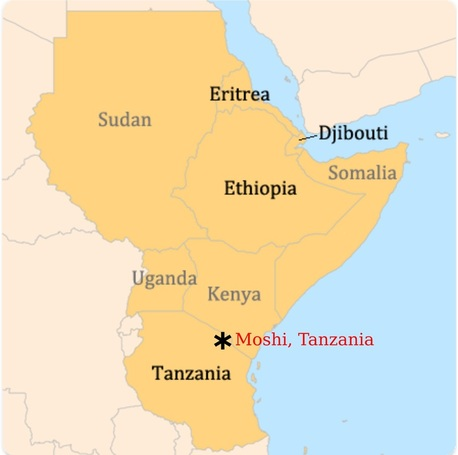 Eritrea
Sudan
Djibouti
Somalia
Ethiopia
Uganda
Kenya
Moshi, Tanzania
Tanzania